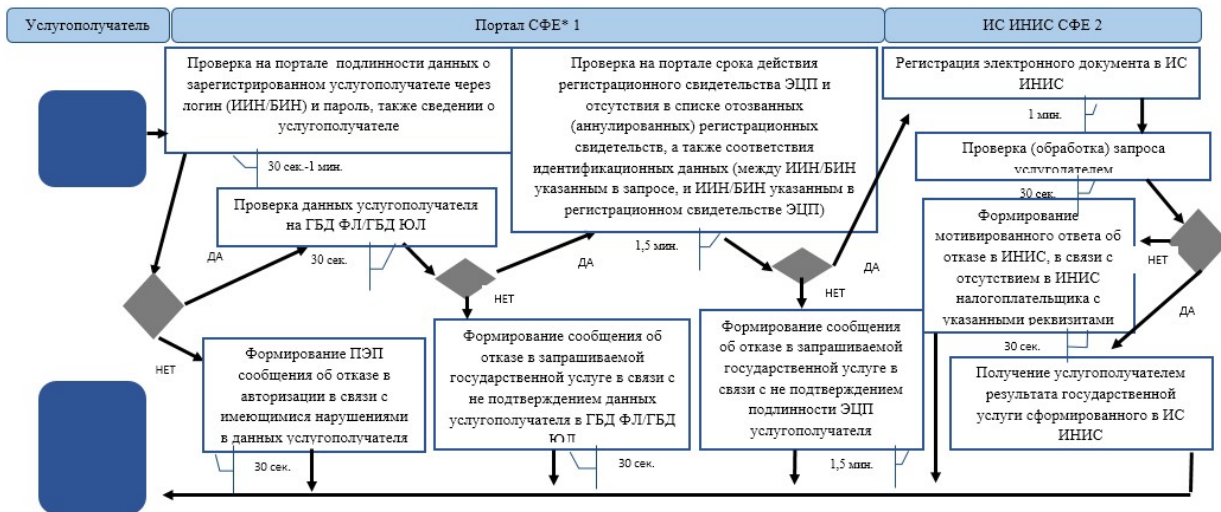 Услугополучатель
Портал СФЕ* 1
ИС ИНИС СФЕ 2
Проверка на портале подлинности данных о
зарегистрированном услугополучателе через
логин (ИИН/БИН) и пароль, также сведении о
услугополучателе
30 сек.-1 мин.
Проверка данных услугополучателя
на ГБД ФЛ/ГБД ЮЛ
30 сек.
ДА
НЕТ
Формирование ПЭП
сообщения об отказе в
авторизации в связи с
имеющимися нарушениями
в данных услугополучателя
30 сек.
Проверка на портале срока действия
регистрационного свидетельства ЭЦП и
отсутствия в списке отозванных
(аннулированных) регистрационных
свидетельств, а также соответствия
идентификационных данных (между ИИН/БИН
указанным в запросе, и ИИН/БИН указанным в
регистрационном свидетельстве ЭЦП)
1,5 мин.
ДА
НЕТ
Формирование сообщения об
отказе в запрашиваемой
государственной услуге в связи с
не подтверждением данных
услугополучателя в ГБД ФЛ/ГБД
ЮЛ
30 сек.
ДА
НЕТ
Формирование сообщения
об отказе в запрашиваемой
государственной услуге в
связи с не подтверждением
подлинности ЭЦП
услугополучателя
1,5 мин.
Регистрация электронного документа в ИС
ИНИС
1 мин.
Проверка (обработка) запроса
услугодателем
30 сек.
Формирование
мотивированного ответа об
отказе в ИНИС, в связи с
отсутствием в ИНИС
налогоплательщика с
указанными реквизитами
НЕТ
ДА
30 сек.
Получение услугополучателем
результата государственной
услуги сформированного в ИС
ИНИС